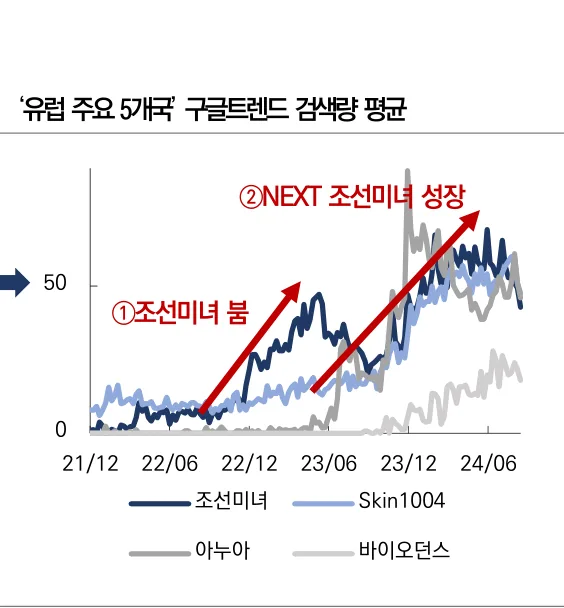 ‘유럽 주요 5개국’ 구글트렌드 검색량 평균
②NEXT 조선미녀 성장
50
①조선미녀 붐
0
21/12 22/06 22/12 23/06 23/12 24/06
조선미녀 Skin1004
아누아 바이오던스